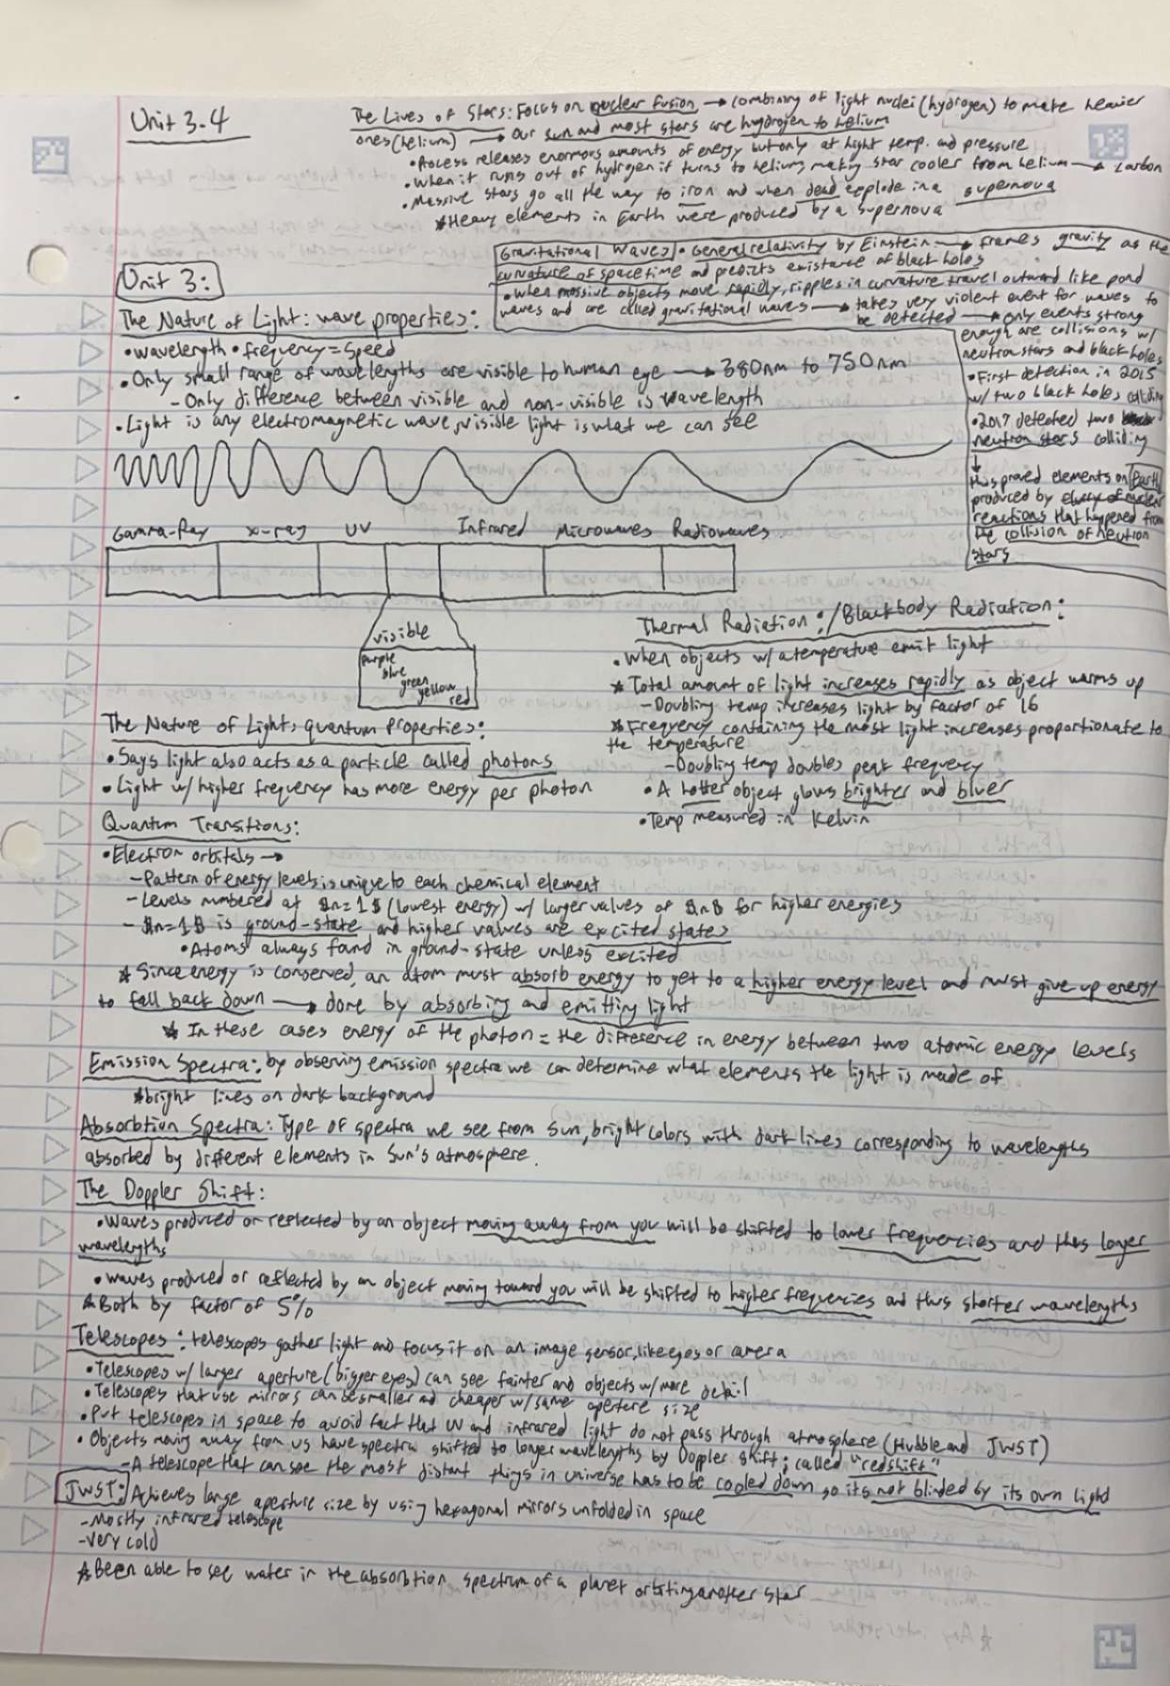 Unit 3.4
The Lives of Stars: Focus on nuclear fusion → combining of light nuclei (hydrogen) to make heavier
ones (helium) → Our sun and most stars are hydrogen to helium
• Process releases enormous amounts of energy but only at hight temp. and pressure
• When it runs out of hydrogen it turns to helium, making star cooler from helium → carbon
• Massive stars go all the way to iron and when dead explode in a supernova
* Heavy elements in Earth were produced by a supernova
Gravitational Waves • General relativity by Einstein → frames gravity as the
curvature of spacetime and predicts existance of black holes
• When massive objects move rapidly, ripples in curvature travel outward like pond
waves and are called gravitational waves → takes very violent event for waves to
be detected → only events strong
enough are collisions w/
neutron stars and black holes
• First detection in 2015
w/ two black holes colliding
• 2017 detected two
neutron stars colliding
↓
this proved elements on Earth
produced by nuclear
reactions that happened from
the collision of neutron
stars
Unit 3:
The Nature of Light: wave properties:
• wavelength • frequency = speed
• Only small range of wavelengths are visible to human eye → 380nm to 750nm
- Only difference between visible and non-visible is wavelength
• Light is any electromagnetic wave, visible light is what we can see
Gamma-Ray x-ray UV Infrared Microwaves Radiowaves
visible
purple
blue
green
yellow
red
Thermal Radiation: / Blackbody Radiation:
• When objects w/ a temperature emit light
* Total amount of light increases rapidly as object warms up
- Doubling temp increases light by factor of 16
* Frequency containing the most light increases proportionate to
the temperature
- Doubling temp doubles peak frequency
• A hotter object glows brighter and bluer
• Temp measured in Kelvin
The Nature of Light: quantum Properties:
• Says light also acts as a particle called photons
• Light w/ higher frequency has more energy per photon
Quantum Transitions:
• Electron orbitals →
- Pattern of energy levels is unique to each chemical element
- Levels numbered at $n=1$ (lowest energy) w/ larger values of $n$ for higher energies
- $n=1$ is ground-state and higher values are excited states
• Atoms always found in ground-state unless excited
* Since energy is conserved, an atom must absorb energy to get to a higher energy level and must give up energy
to fall back down → done by absorbing and emitting light
* In these cases energy of the photon = the difference in energy between two atomic energy levels
Emission Spectra: by observing emission spectra we can determine what elements the light is made of
* bright lines on dark background
Absorbtion Spectra: Type of spectra we see from sun, bright colors with dark lines corresponding to wavelengths
absorbed by different elements in Sun's atmosphere.
The Doppler Shift:
• Waves produced or reflected by an object moving away from you will be shifted to lower frequencies and thus longer
wavelengths
• waves produced or reflected by an object moving toward you will be shifted to higher frequencies and thus shorter wavelengths
* Both by factor of 5%
Telescopes: telescopes gather light and focus it on an image sensor, like eyes or camera
• Telescopes w/ larger aperture (bigger eyes) can see fainter and objects w/ more detail
• Telescopes that use mirrors can be smaller and cheaper w/ same aperture size
• Put telescopes in space to avoid fact that UV and infrared light do not pass through atmosphere (Hubble and JWST)
• Objects moving away from us have spectra shifted to longer wavelengths by Doppler shift; called "redshift"
- A telescope that can see the most distant things in universe has to be cooled down so its not blinded by its own light
JWST: Achieves large aperture size by using hexagonal mirrors unfolded in space
- Mostly infrared telescope
- very cold
* Been able to see water in the absorbtion spectrum of a planet orbiting another star